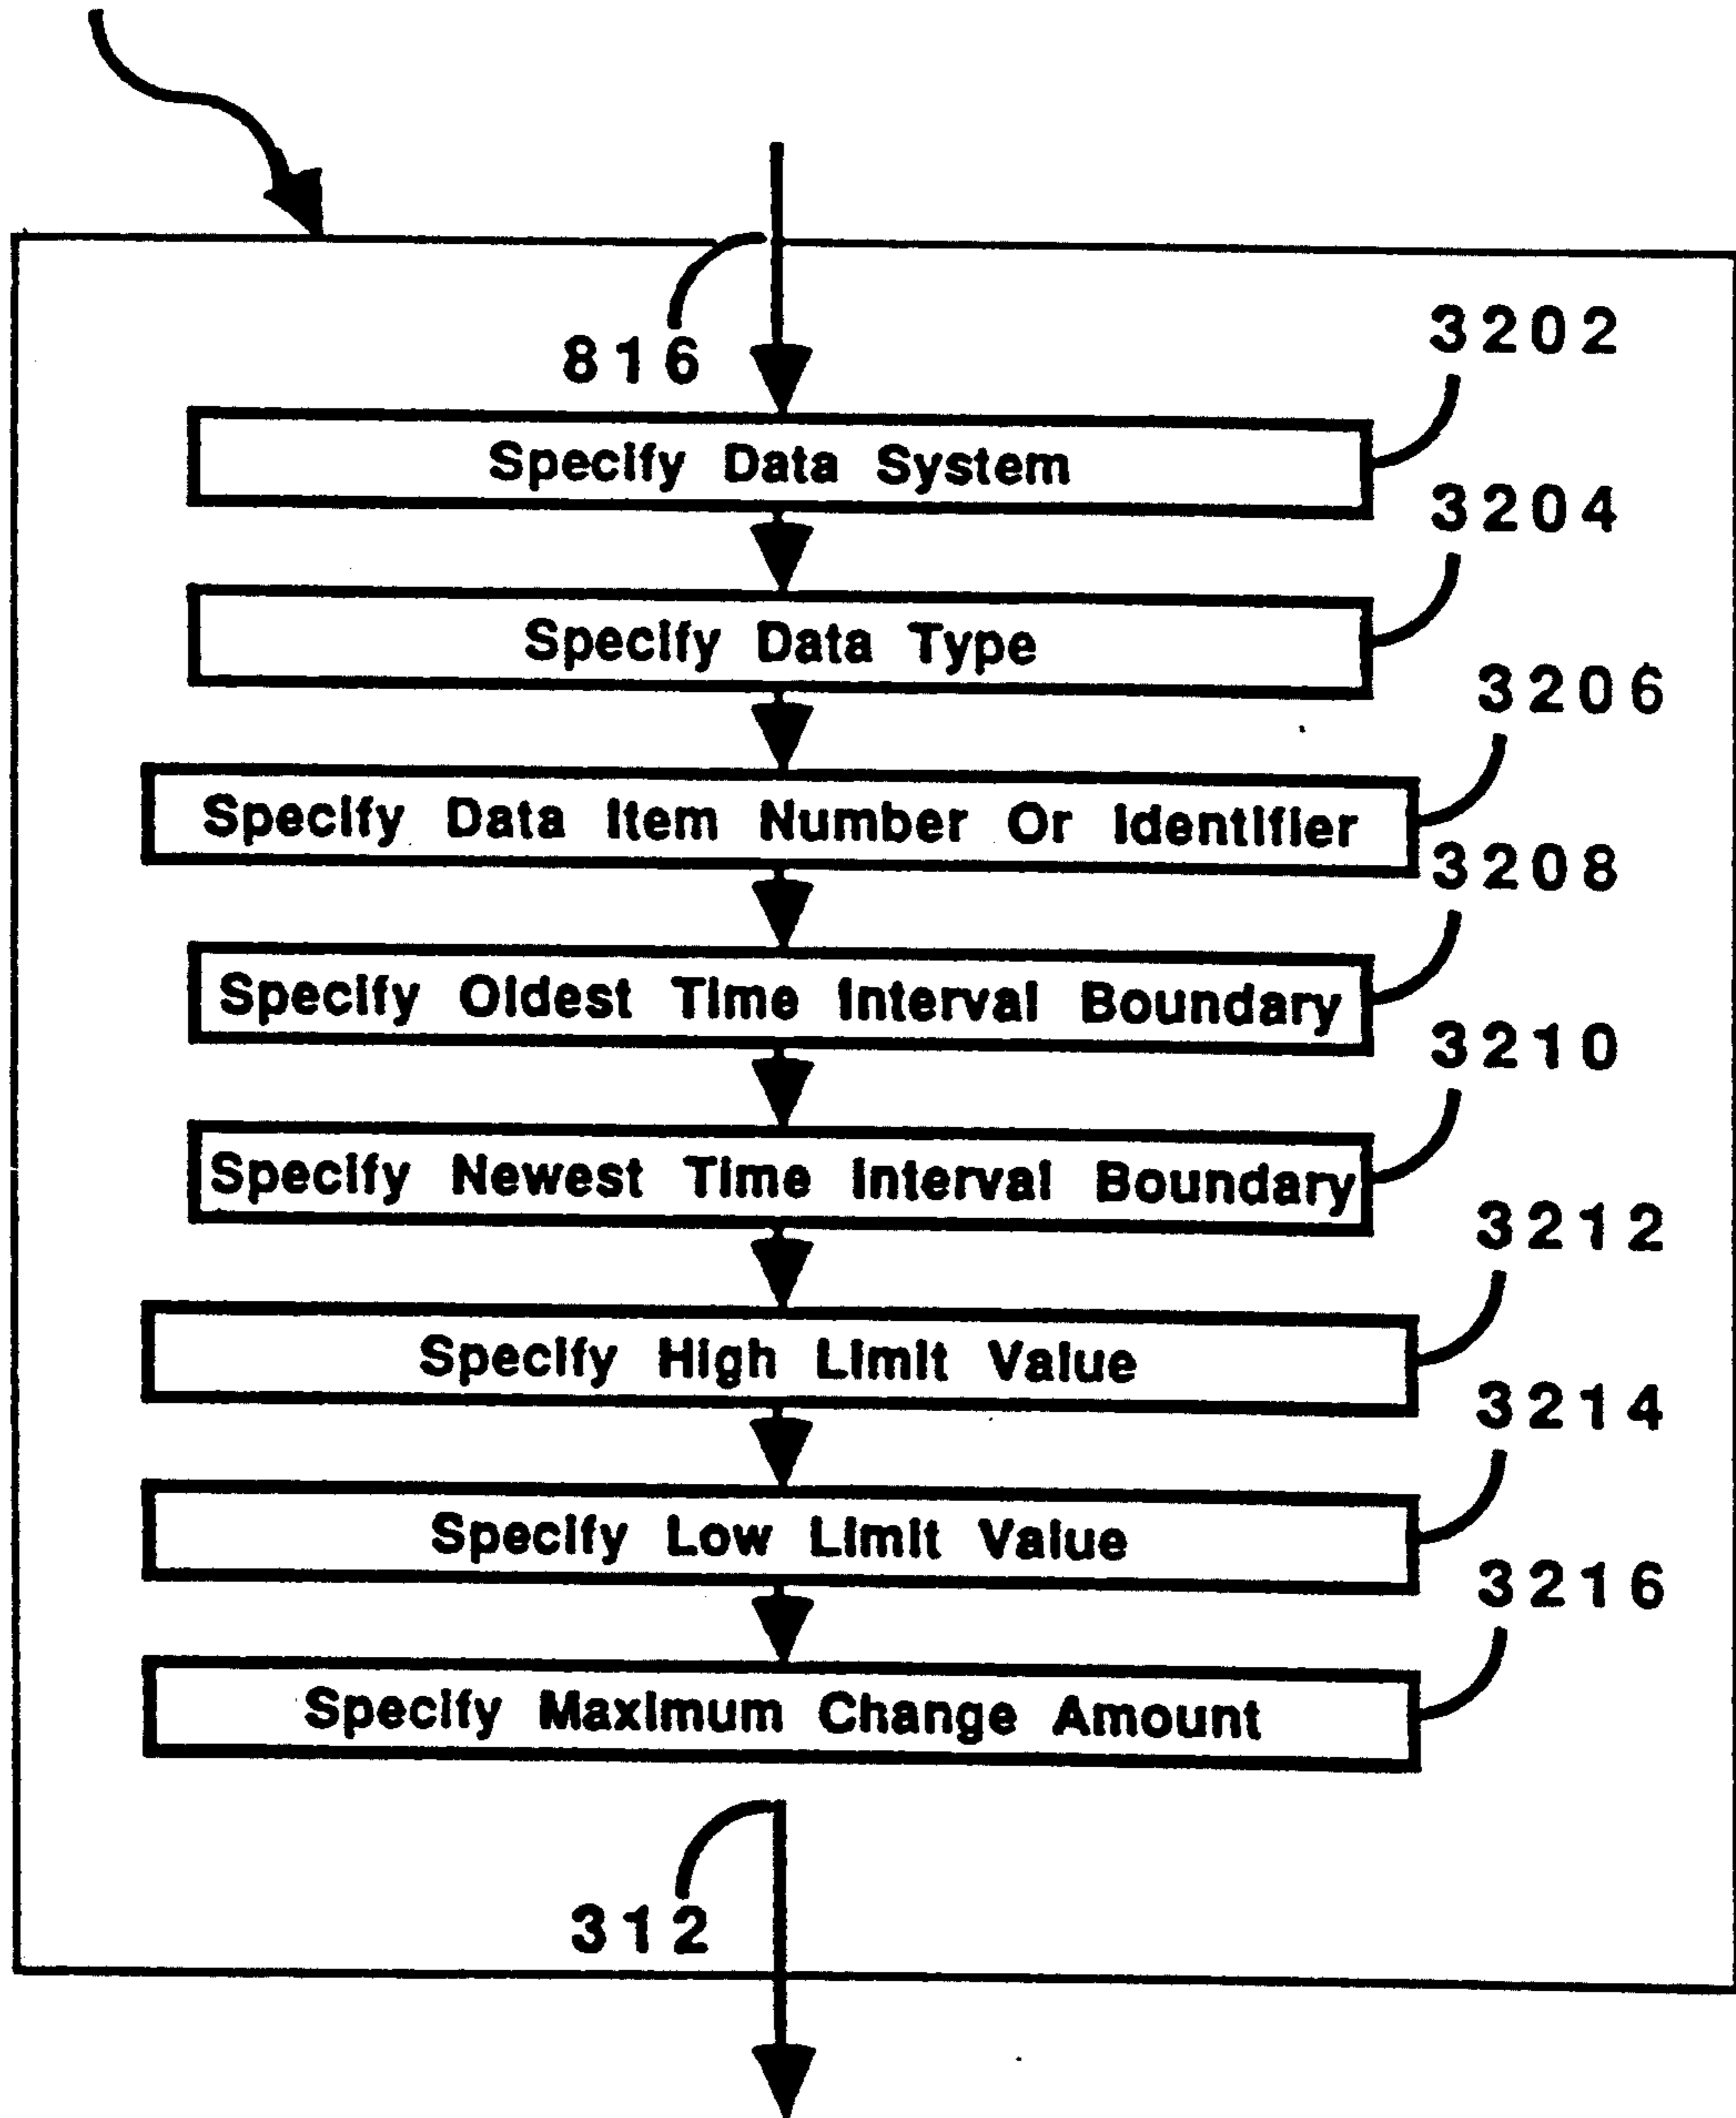 3202
816
Specify Data System
3204
Specify Data Type
3206
Specify Data Item Number Or Identifier
3208
Specify Oldest Time Interval Boundary
3210
Specify Newest Time Interval Boundary
3212
Specify High Limit Value
3214
Specify Low Limit Value
3216
Specify Maximum Change Amount
312